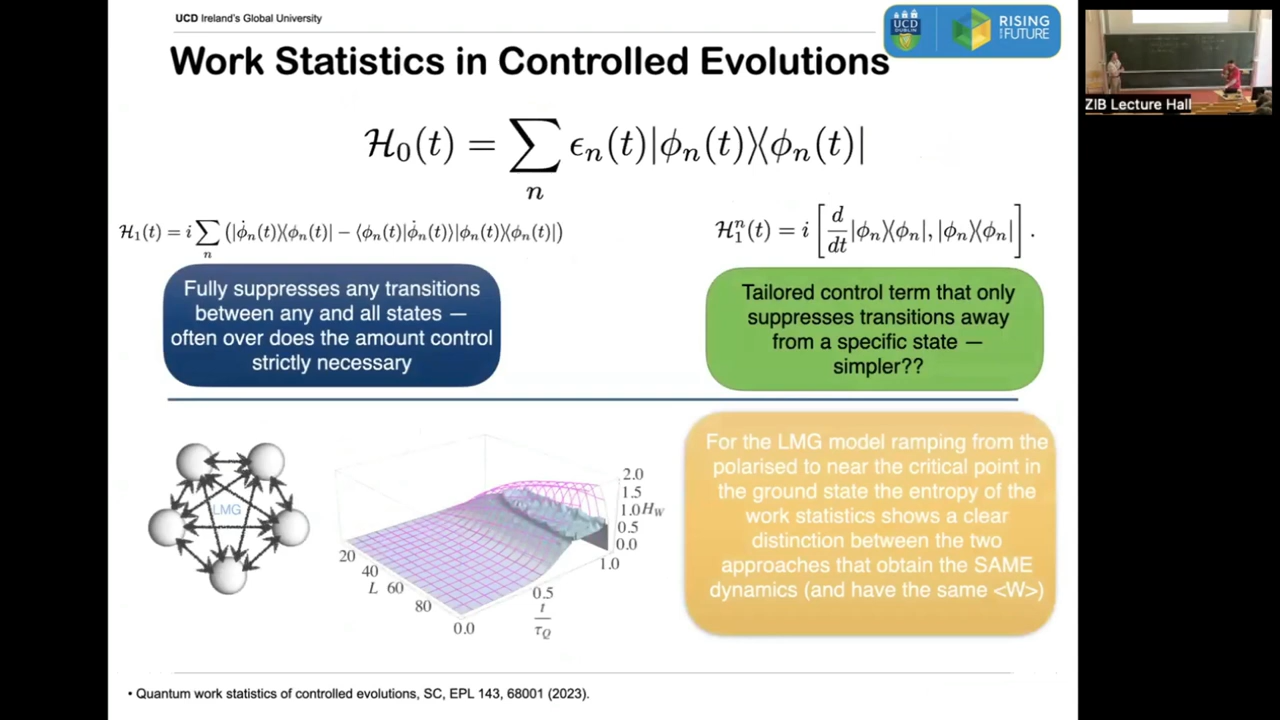 UCD Ireland's Global University
UCD
DUBLIN
RISING
TO THE
FUTURE
Work Statistics in Controlled Evolutions
ZIB Lecture Hall
ℋ₀(t) = ∑ₙ εₙ(t)|ϕₙ(t)⟩⟨ϕₙ(t)|
ℋ₁(t) = i ∑ₙ (|ϕ̇ₙ(t)⟩⟨ϕₙ(t)| − ⟨ϕₙ(t)|ϕ̇ₙ(t)⟩|ϕₙ(t)⟩⟨ϕₙ(t)|)
ℋ₁ⁿ(t) = i [d/dt |ϕₙ⟩⟨ϕₙ|, |ϕₙ⟩⟨ϕₙ|] .
Fully suppresses any transitions
between any and all states —
often over does the amount control
strictly necessary
Tailored control term that only
suppresses transitions away
from a specific state —
simpler??
LMG
2.0
1.5
1.0 H_W
0.5
0.0
20
40
L 60
80
0.0
0.5
1.0
t/τ_Q
For the LMG model ramping from the
polarised to near the critical point in
the ground state the entropy of the
work statistics shows a clear
distinction between the two
approaches that obtain the SAME
dynamics (and have the same <W>)
• Quantum work statistics of controlled evolutions, SC, EPL 143, 68001 (2023).